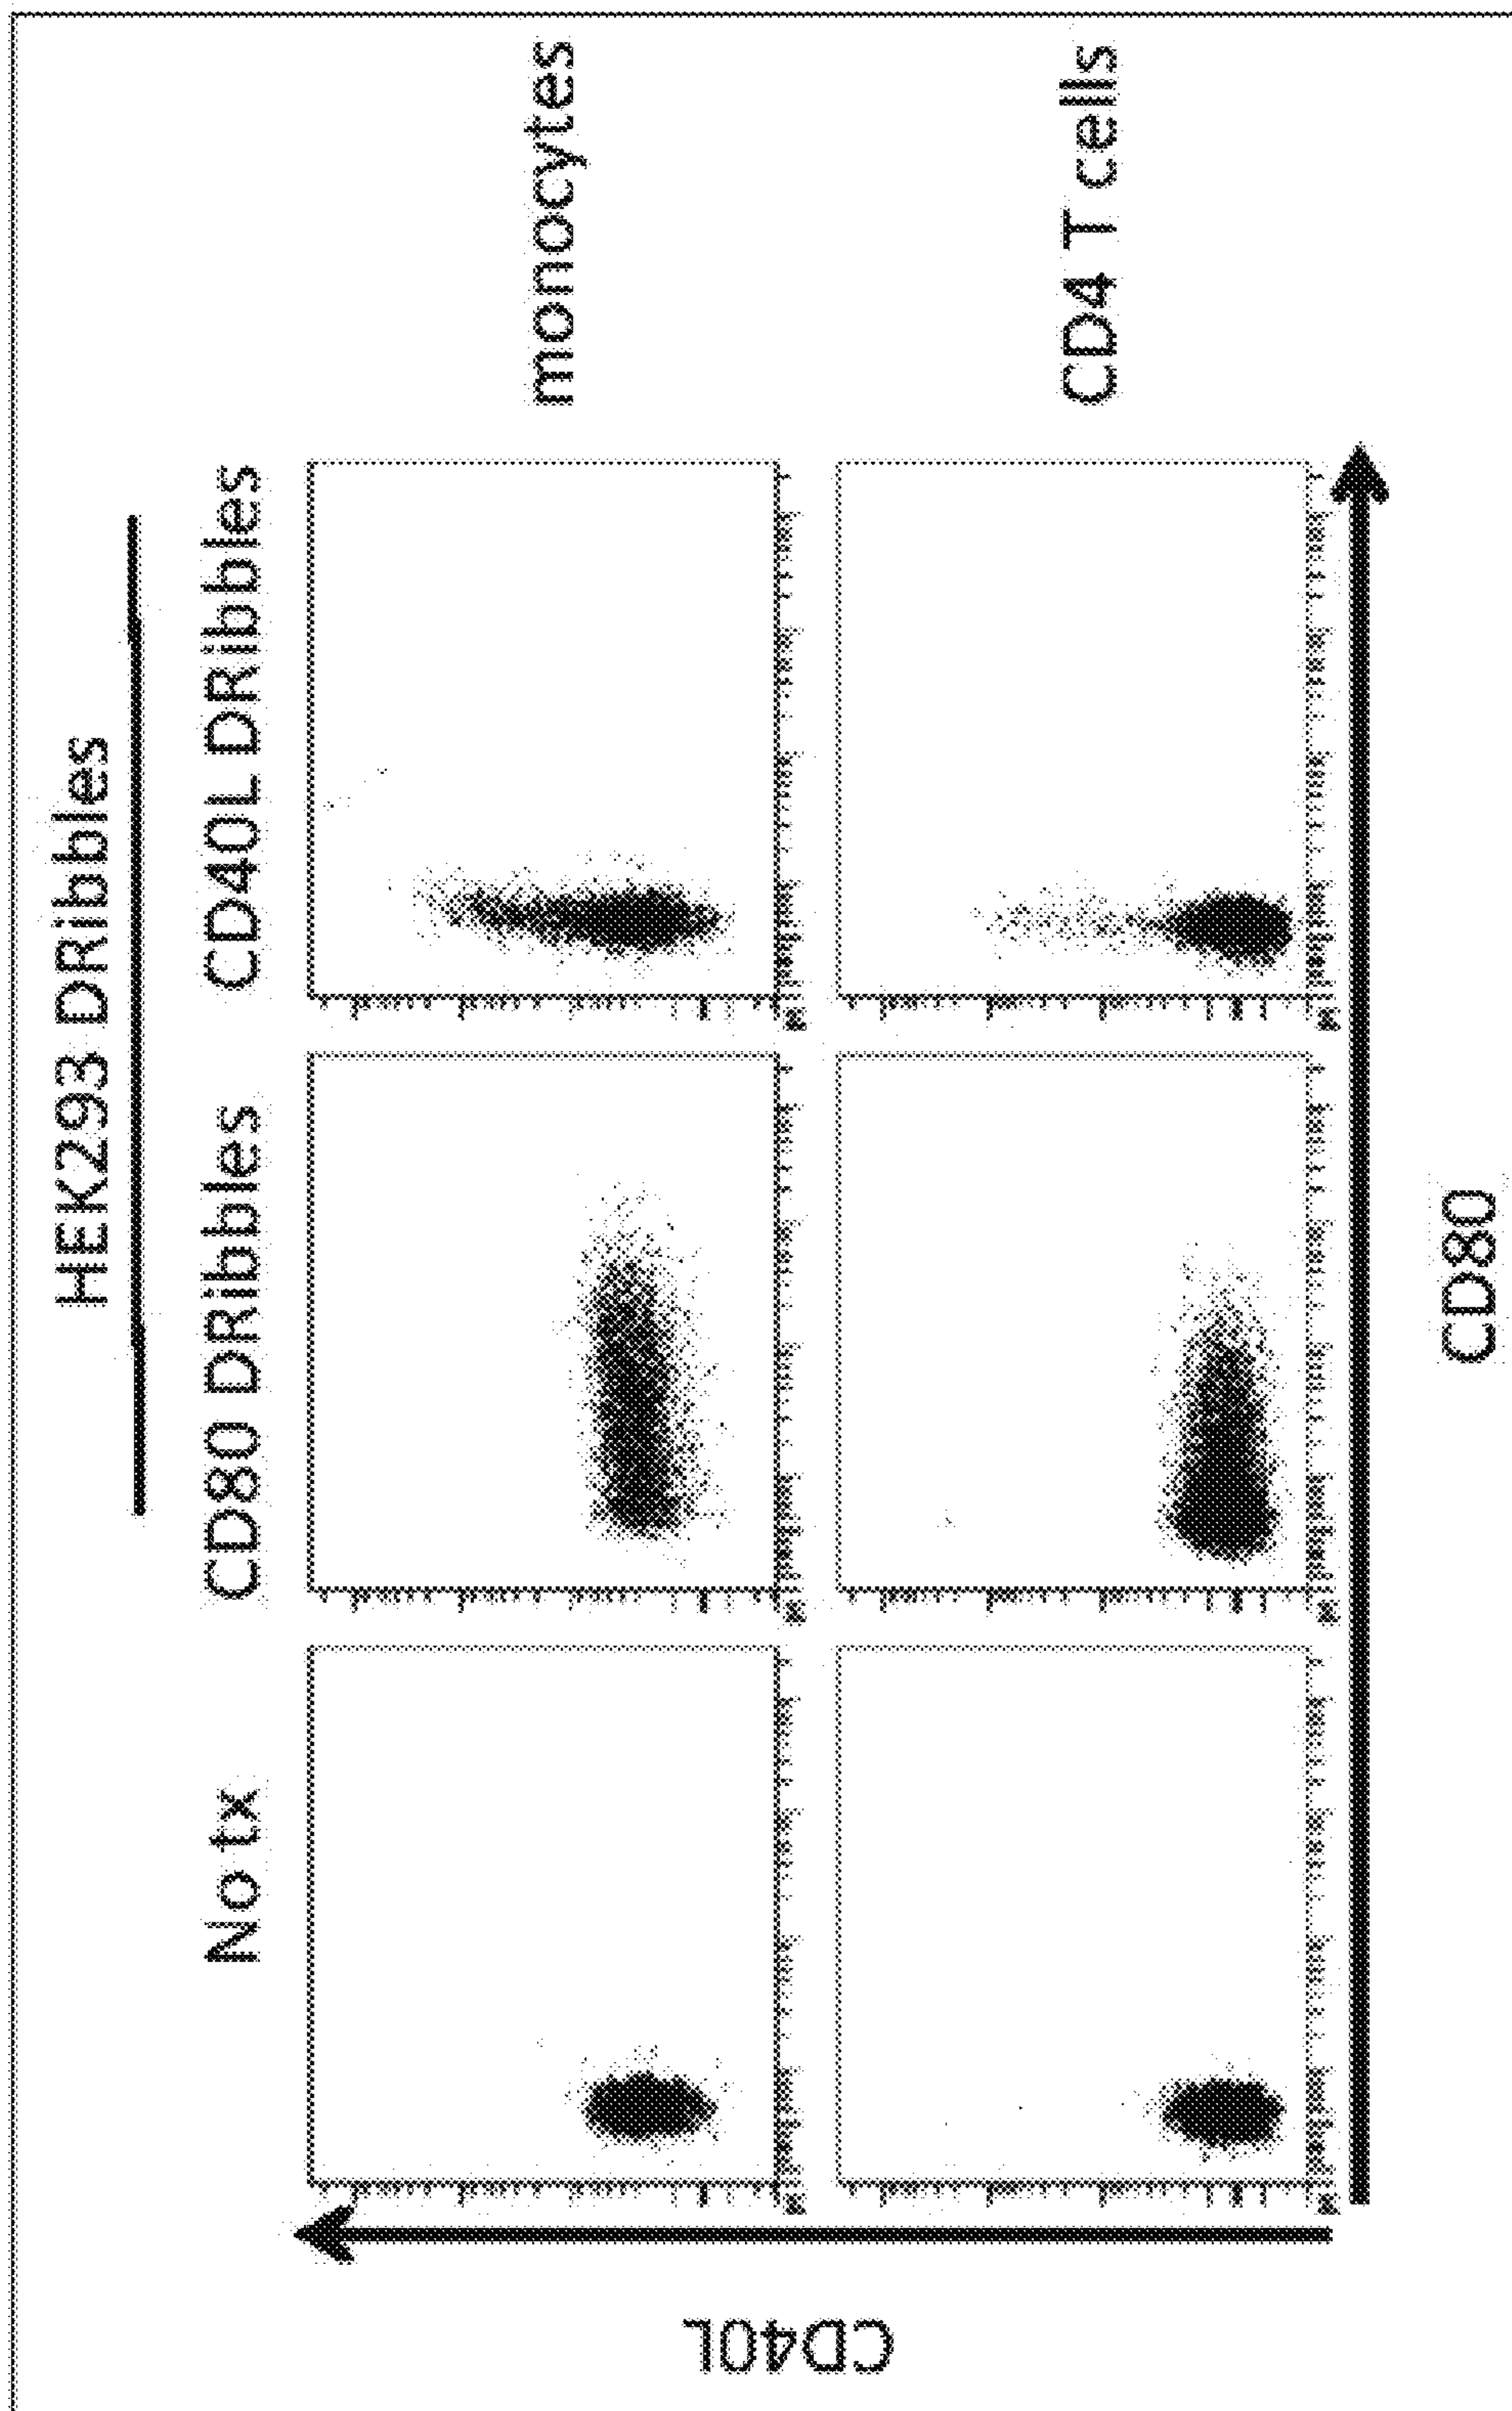 HEK293 DRibbles
No tx
CD80 DRibbles
CD40L DRibbles
monocytes
CD4 T cells
CD40L
CD80